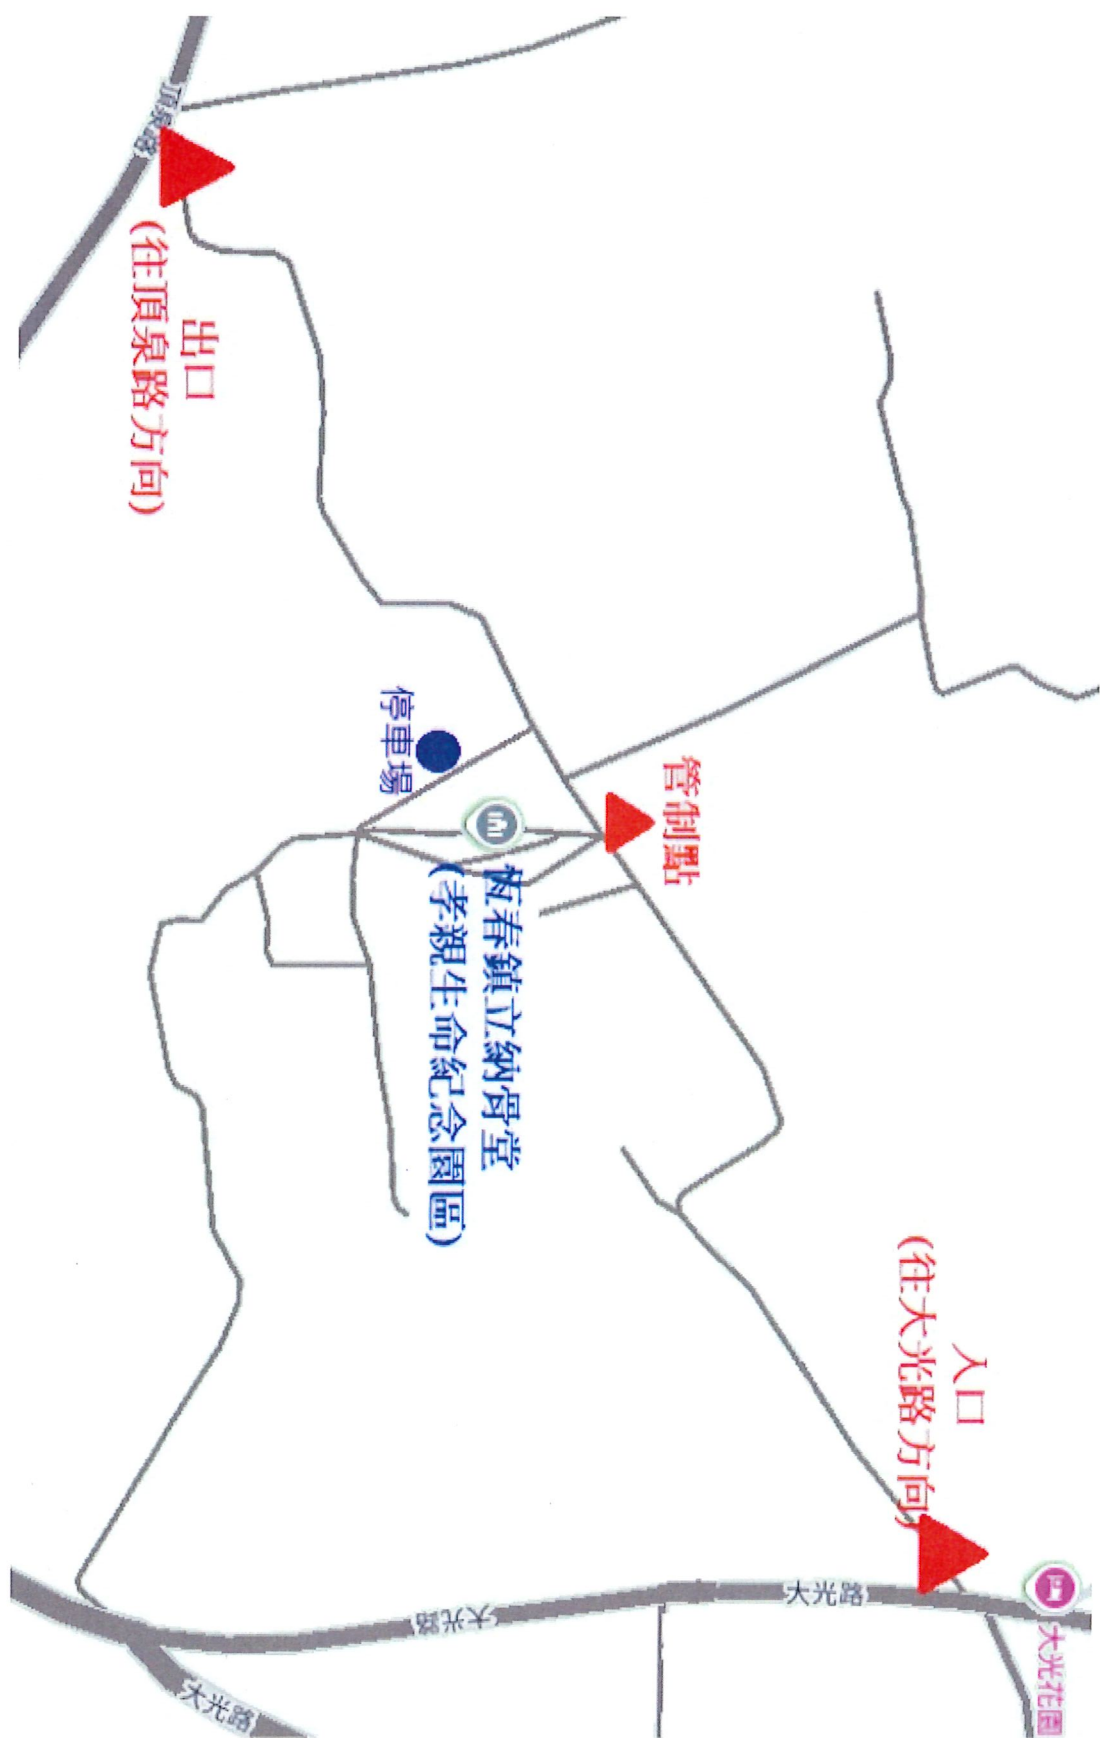 頂泉路
出口
(往頂泉路方向)
管制點
停車場
恆春鎮立納骨堂
(孝親生命紀念園區)
入口
(往大光路方向)
大光路
大光路
大光路
大光花園